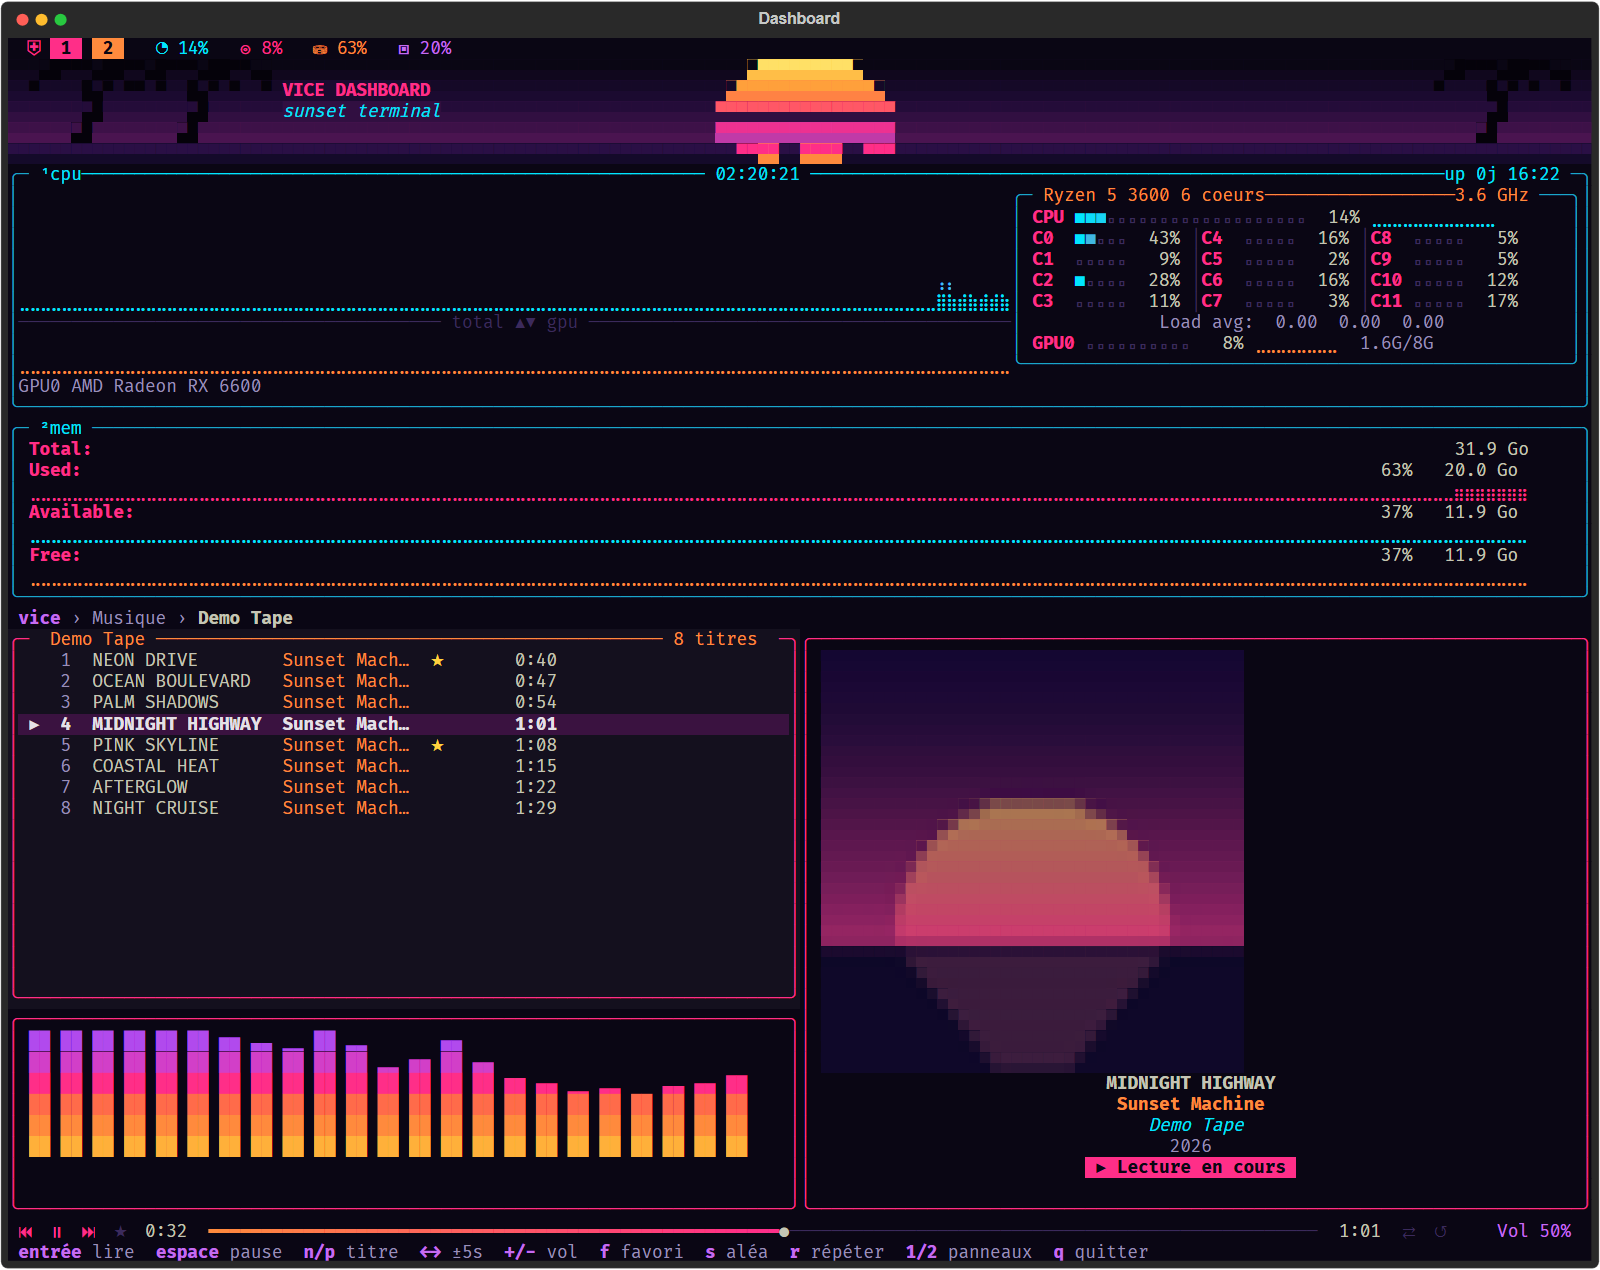 Dashboard
1 2 14% 8% 63% 20%
VICE DASHBOARD
sunset terminal
¹cpu 02:20:21 up 0j 16:22
Ryzen 5 3600 6 coeurs 3.6 GHz
CPU 14%
C0 43% C4 16% C8 5%
C1 9% C5 2% C9 5%
C2 28% C6 16% C10 12%
C3 11% C7 3% C11 17%
total ▲▼ gpu
Load avg: 0.00 0.00 0.00
GPU0 8% 1.6G/8G
GPU0 AMD Radeon RX 6600
²mem
Total: 31.9 Go
Used: 63% 20.0 Go
Available: 37% 11.9 Go
Free: 37% 11.9 Go
vice › Musique › Demo Tape
Demo Tape 8 titres
1 NEON DRIVE Sunset Mach… ★ 0:40
2 OCEAN BOULEVARD Sunset Mach… 0:47
3 PALM SHADOWS Sunset Mach… 0:54
▶ 4 MIDNIGHT HIGHWAY Sunset Mach… 1:01
5 PINK SKYLINE Sunset Mach… ★ 1:08
6 COASTAL HEAT Sunset Mach… 1:15
7 AFTERGLOW Sunset Mach… 1:22
8 NIGHT CRUISE Sunset Mach… 1:29
MIDNIGHT HIGHWAY
Sunset Machine
Demo Tape
2026
▶ Lecture en cours
⏮ ⏸ ⏭ ★ 0:32 1:01 ⇄ ↺ Vol 50%
entrée lire espace pause n/p titre ↔ ±5s +/- vol f favori s aléa r répéter 1/2 panneaux q quitter